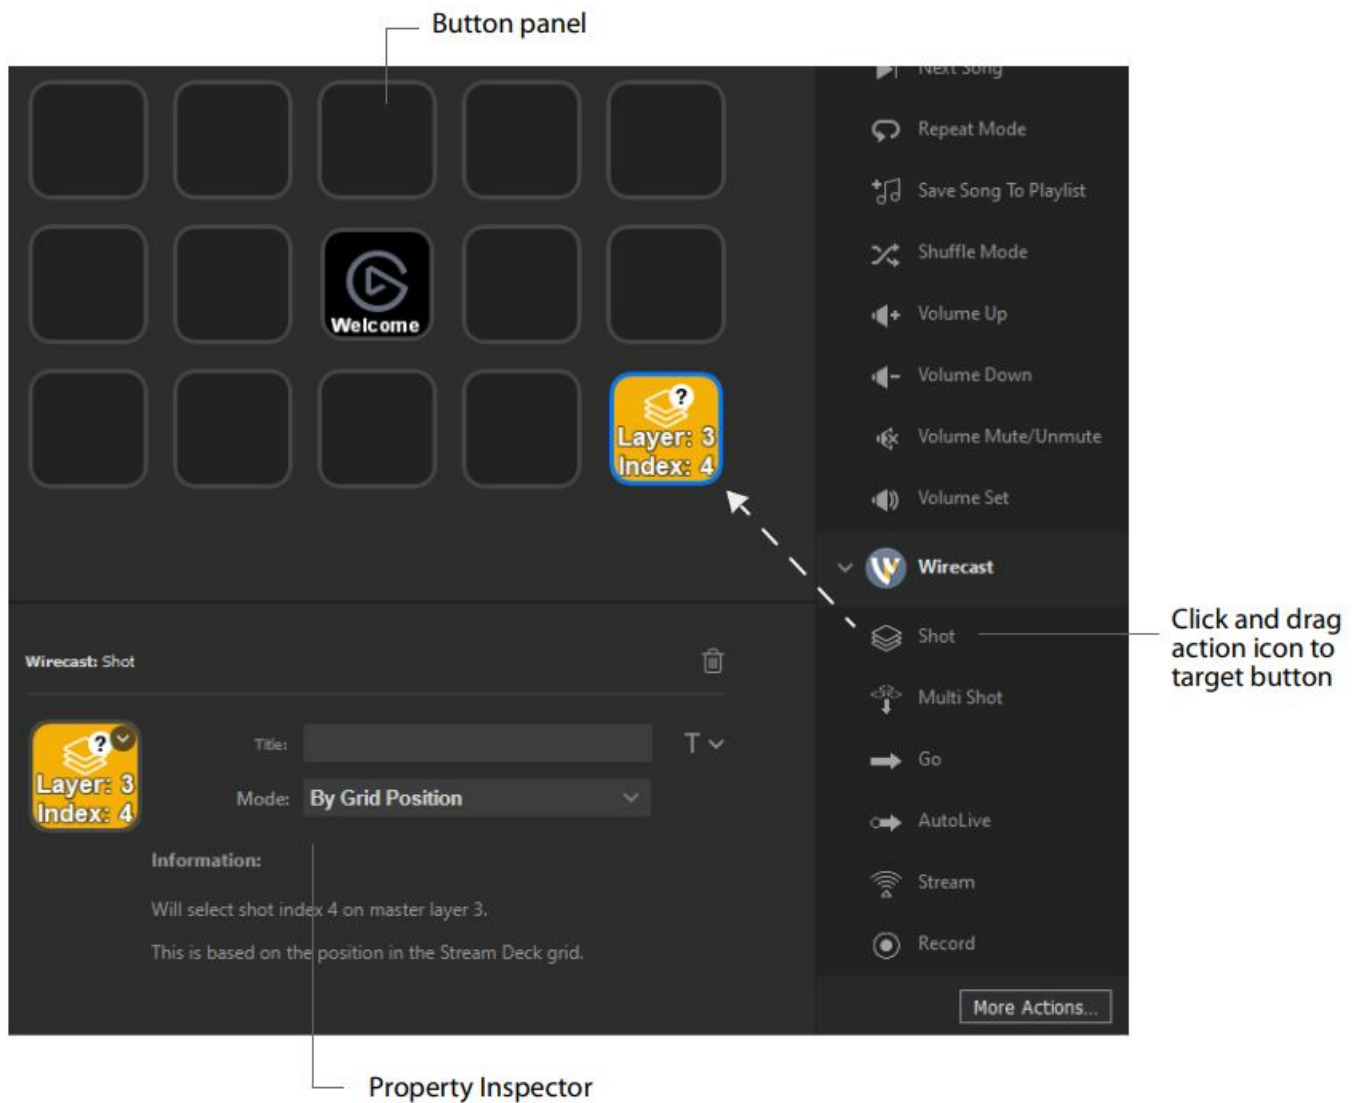 Button panel
Next Song
Repeat Mode
Save Song To Playlist
Shuffle Mode
Welcome
Volume Up
Volume Down
Layer: 3
Index: 4
Volume Mute/Unmute
Volume Set
Wirecast
Shot
Click and drag
action icon to
target button
Multi Shot
Go
AutoLive
Stream
Record
More Actions...
Wirecast: Shot
Layer: 3
Index: 4
Title:
T
Mode: By Grid Position
Information:
Will select shot index 4 on master layer 3.
This is based on the position in the Stream Deck grid.
Property Inspector